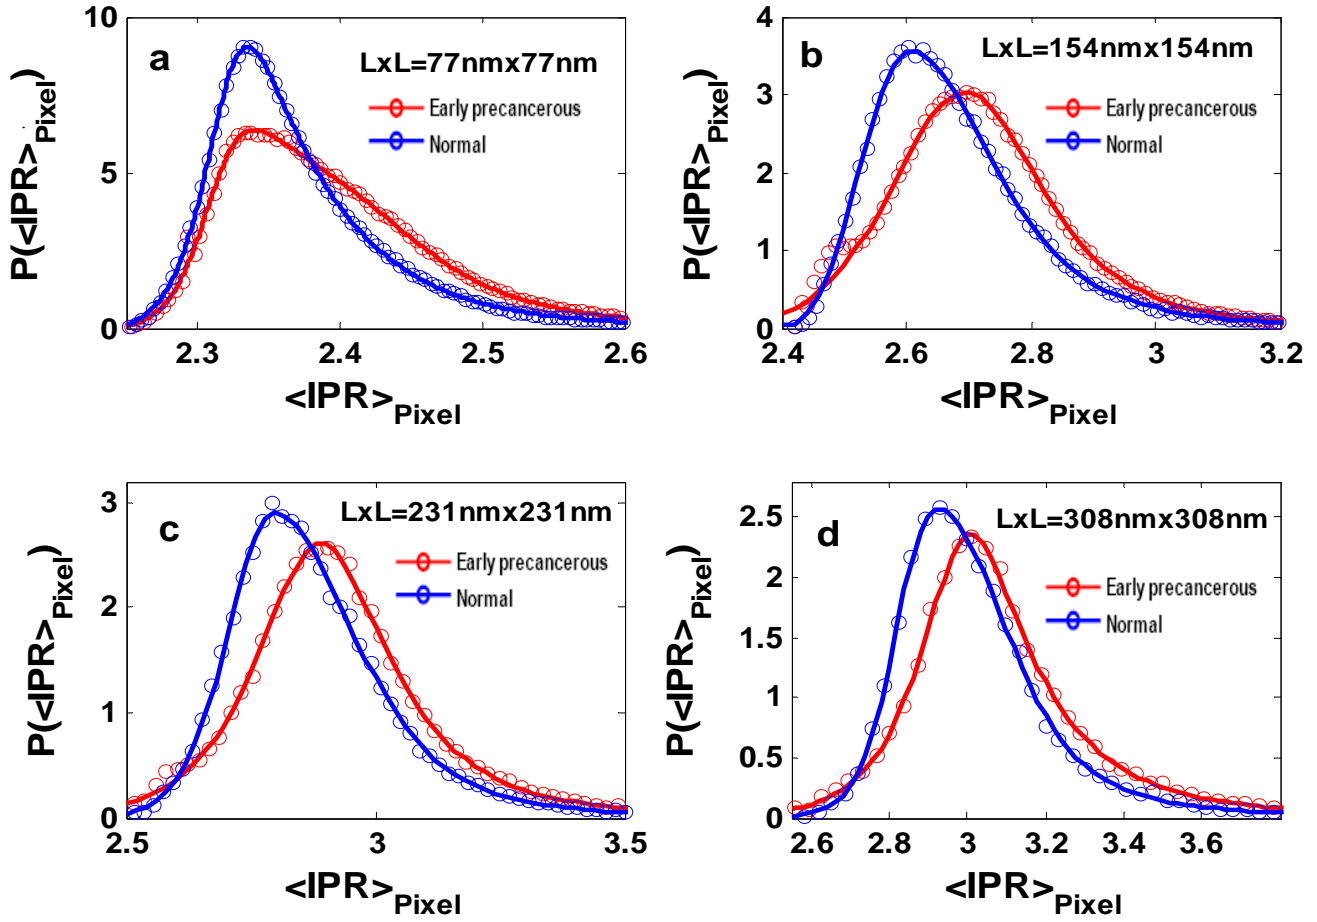 a
LxL=77nmx77nm
Early precancerous
Normal
P(<IPR>Pixel)
10
5
0
2.3 2.4 2.5 2.6
<IPR>Pixel
b
LxL=154nmx154nm
Early precancerous
Normal
P(<IPR>Pixel)
4
3
2
1
0
2.4 2.6 2.8 3 3.2
<IPR>Pixel
c
LxL=231nmx231nm
Early precancerous
Normal
P(<IPR>Pixel)
3
2
1
0
2.5 3 3.5
<IPR>Pixel
d
LxL=308nmx308nm
Early precancerous
Normal
P(<IPR>Pixel)
2.5
2
1.5
1
0.5
0
2.6 2.8 3 3.2 3.4 3.6
<IPR>Pixel